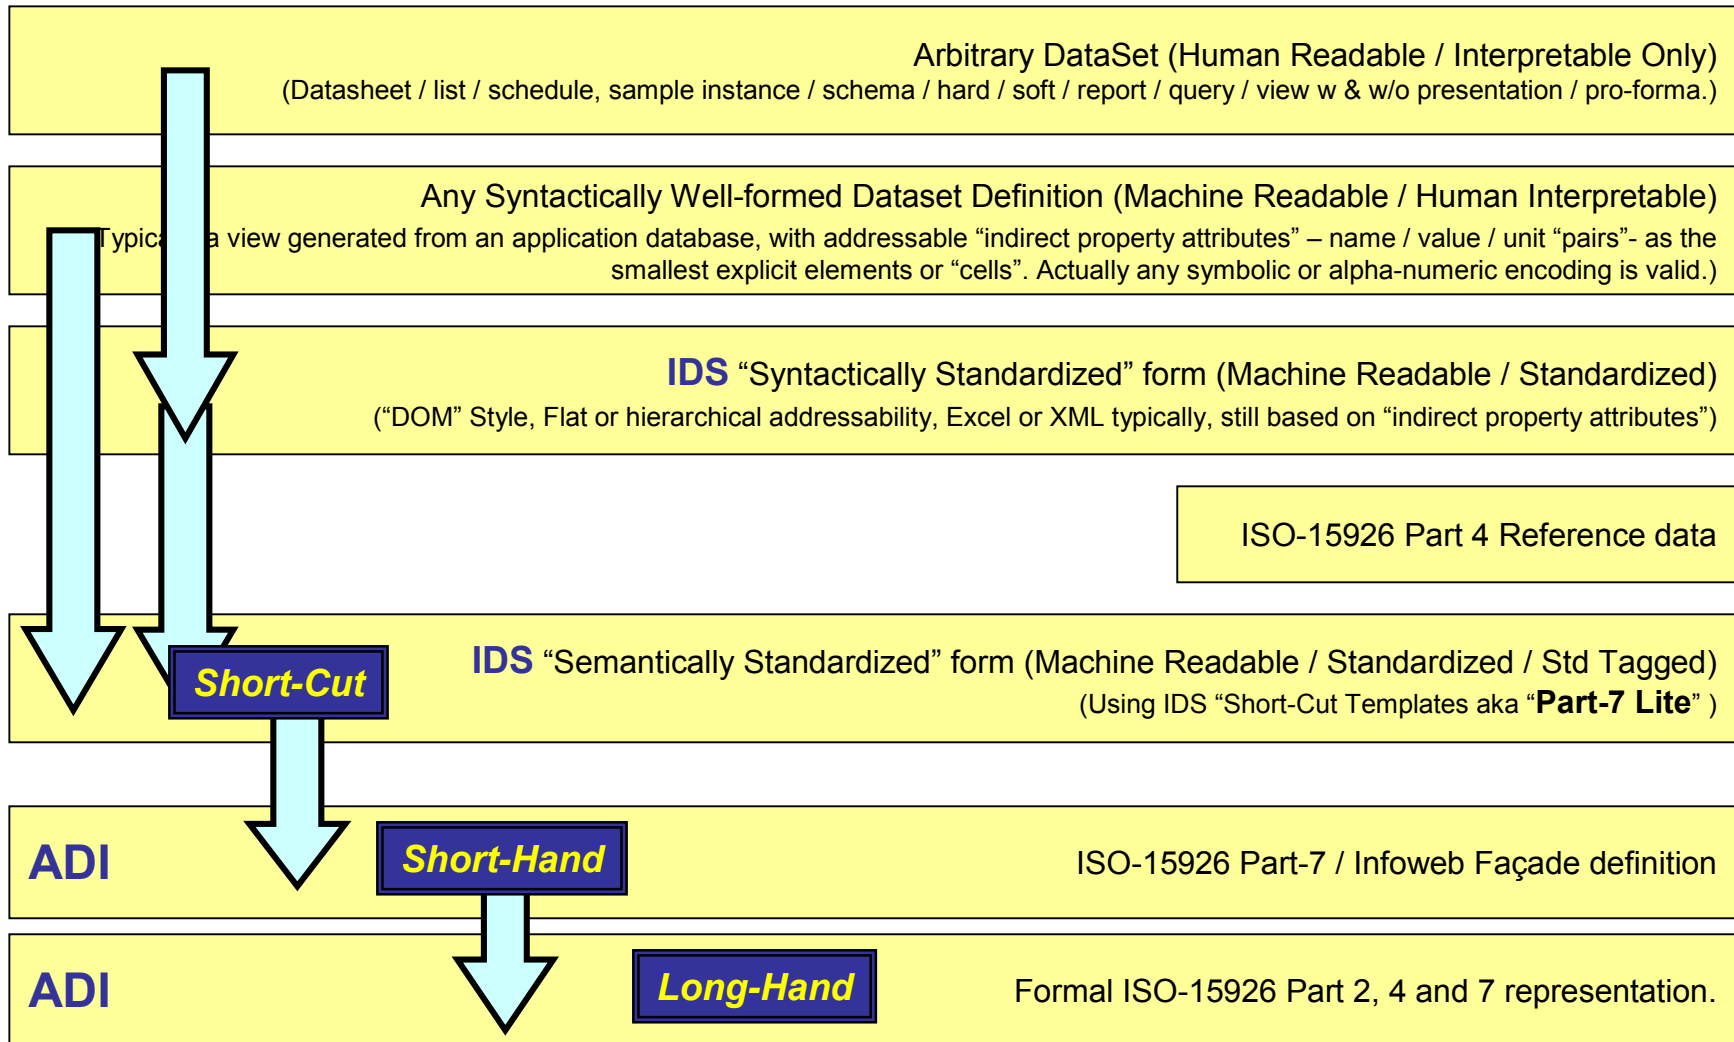 Arbitrary DataSet (Human Readable / Interpretable Only)
(Datasheet / list / schedule, sample instance / schema / hard / soft / report / query / view w & w/o presentation / pro-forma.)
Any Syntactically Well-formed Dataset Definition (Machine Readable / Human Interpretable)
Typica a view generated from an application database, with addressable “indirect property attributes” – name / value / unit “pairs”- as the
smallest explicit elements or “cells”. Actually any symbolic or alpha-numeric encoding is valid.)
IDS “Syntactically Standardized” form (Machine Readable / Standardized)
(“DOM” Style, Flat or hierarchical addressability, Excel or XML typically, still based on “indirect property attributes”)
ISO-15926 Part 4 Reference data
Short-Cut
IDS “Semantically Standardized” form (Machine Readable / Standardized / Std Tagged)
(Using IDS “Short-Cut Templates aka “Part-7 Lite” )
ADI
Short-Hand
ISO-15926 Part-7 / Infoweb Façade definition
ADI
Long-Hand
Formal ISO-15926 Part 2, 4 and 7 representation.